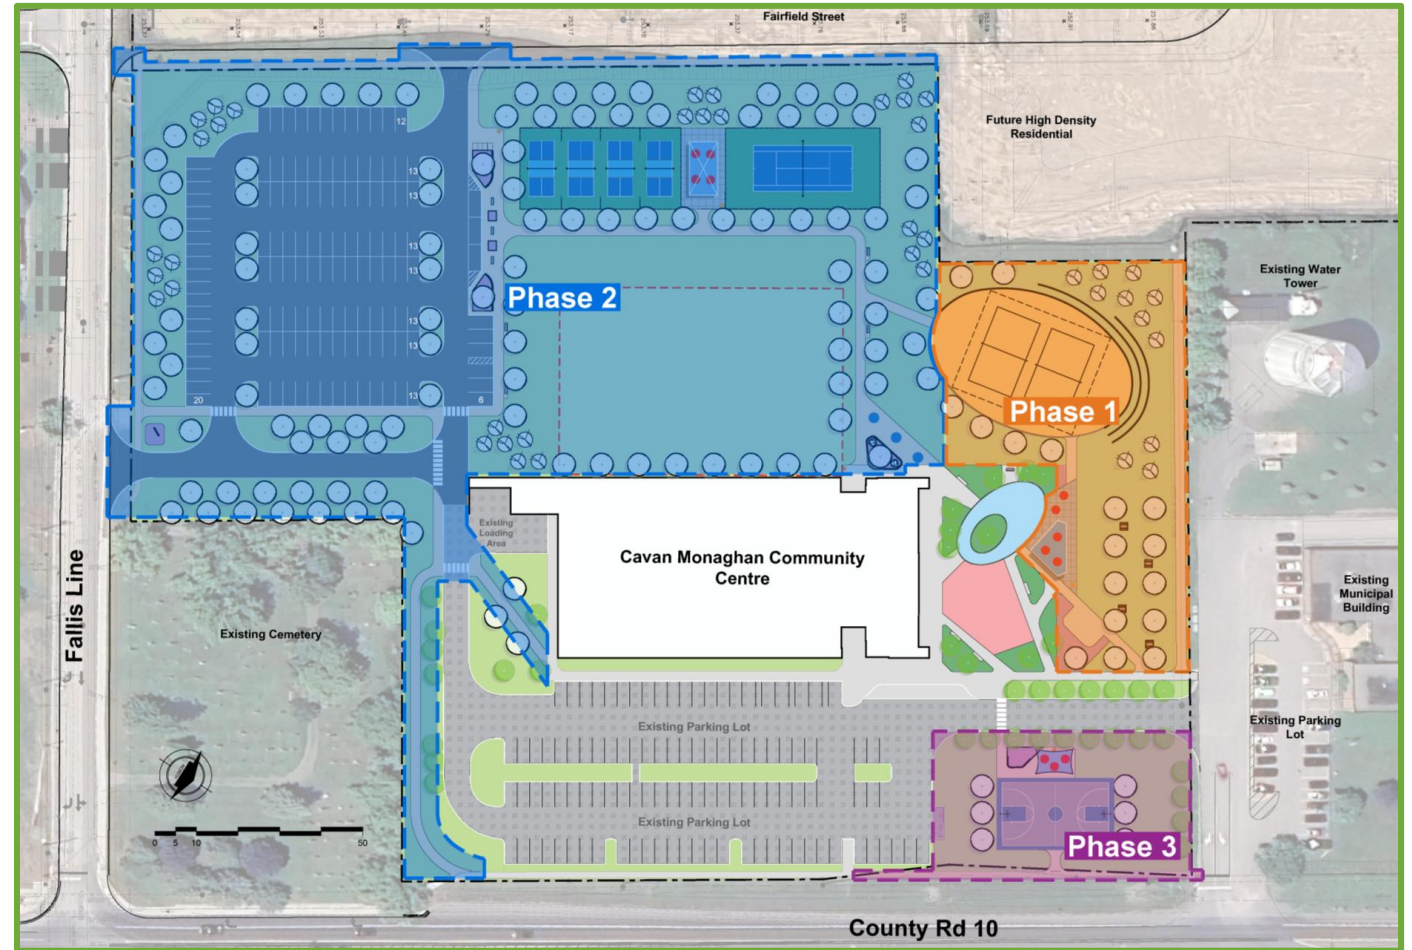 Fairfield Street
Future High Density
Residential
12
13
13
Existing Water
Tower
13
13
Phase 2
13
13
Phase 1
20
13
6
Existing
Loading
Area
Cavan Monaghan Community
Centre
Existing
Municipal
Building
Fallis Line
Existing Cemetery
Existing Parking Lot
Existing Parking
Lot
Existing Parking Lot
0 5 10 50
Phase 3
County Rd 10